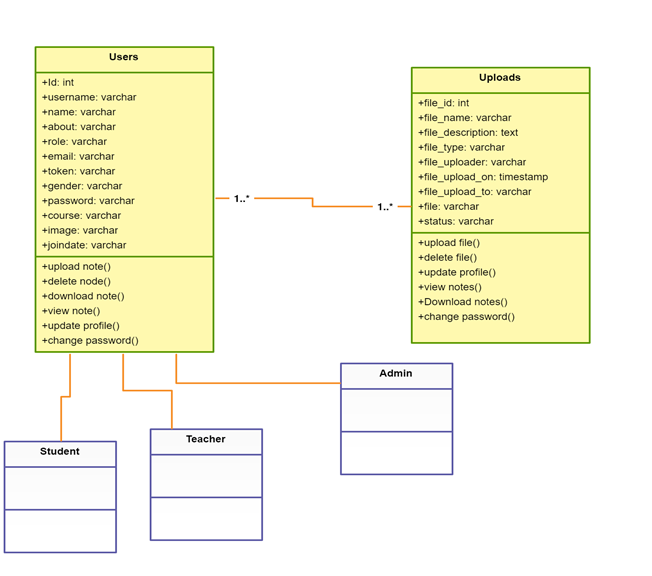 Users
+Id: int
+username: varchar
+name: varchar
+about: varchar
+role: varchar
+email: varchar
+token: varchar
+gender: varchar
+password: varchar
+course: varchar
+image: varchar
+joindate: varchar
+upload note()
+delete node()
+download note()
+view note()
+update profile()
+change password()
1..*
1..*
Uploads
+file_id: int
+file_name: varchar
+file_description: text
+file_type: varchar
+file_uploader: varchar
+file_upload_on: timestamp
+file_upload_to: varchar
+file: varchar
+status: varchar
+upload file()
+delete file()
+update profile()
+view notes()
+Download notes()
+change password()
Admin
Teacher
Student